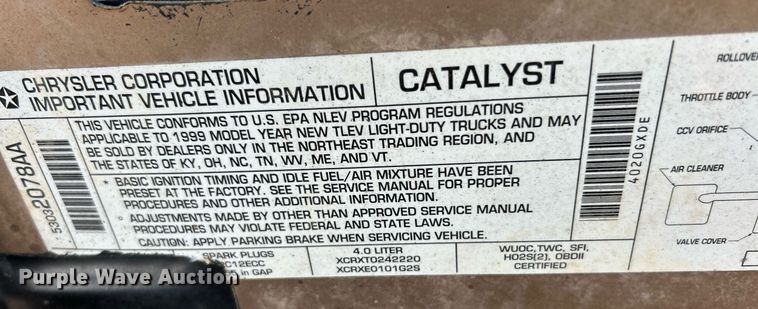 CHRYSLER CORPORATION
IMPORTANT VEHICLE INFORMATION
CATALYST
THIS VEHICLE CONFORMS TO U.S. EPA NLEV PROGRAM REGULATIONS
APPLICABLE TO 1999 MODEL YEAR NEW TLEV LIGHT-DUTY TRUCKS AND MAY
BE SOLD BY DEALERS ONLY IN THE NORTHEAST TRADING REGION, AND
THE STATES OF KY, OH, NC, TN, WV, ME, AND VT.
* BASIC IGNITION TIMING AND IDLE FUEL/AIR MIXTURE HAVE BEEN
PRESET AT THE FACTORY. SEE THE SERVICE MANUAL FOR PROPER
PROCEDURES AND OTHER ADDITIONAL INFORMATION.
° ADJUSTMENTS MADE BY OTHER THAN APPROVED SERVICE MANUAL
PROCEDURES MAY VIOLATE FEDERAL AND STATE LAWS.
CAUTION: APPLY PARKING BRAKE WHEN SERVICING VEHICLE.
SPARK PLUGS
C12ECC
in GAP
4.0 LITER
XCRXT0242220
XCRXE0101G2S
WUOC,TWC, SFI,
HO2S(2), OBDII
CERTIFIED
53032078AA
4020GXDE
ROLLOVER
THROTTLE BODY
CCV ORIFICE
AIR CLEANER
VALVE COVER
Purple Wave Auction